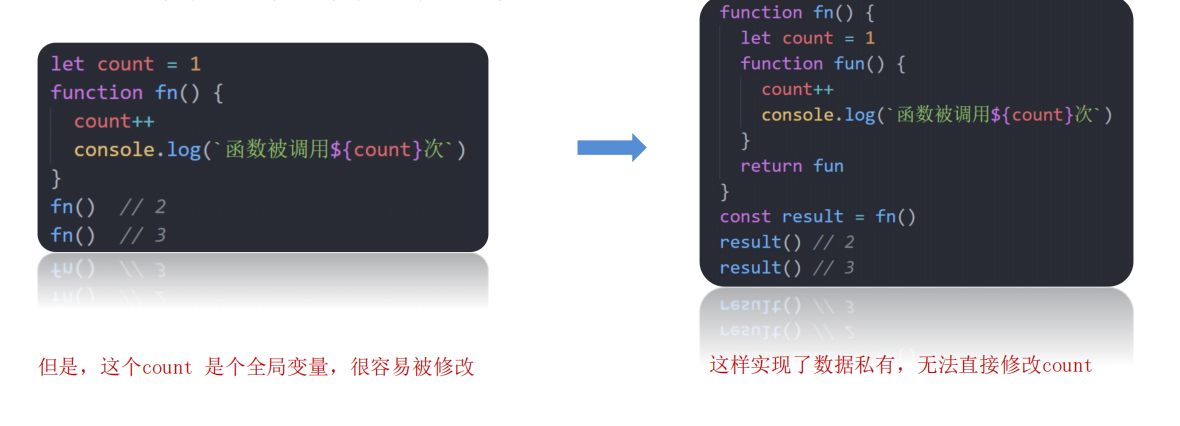 let count = 1
function fn() {
  count++
  console.log(`函数被调用${count}次`)
}
fn()  // 2
fn()  // 3
但是，这个count 是个全局变量，很容易被修改
function fn() {
  let count = 1
  function fun() {
    count++
    console.log(`函数被调用${count}次`)
  }
  return fun
}
const result = fn()
result() // 2
result() // 3
这样实现了数据私有，无法直接修改count